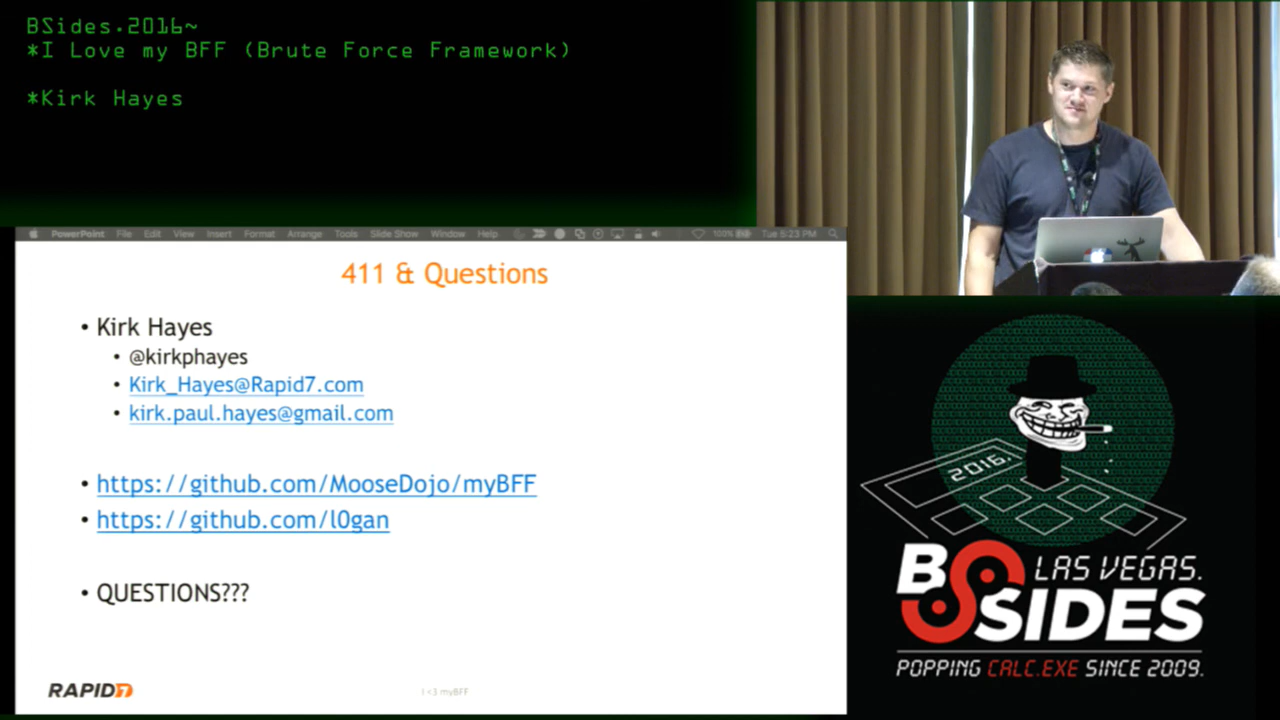 BSides.2016~
*I Love my BFF (Brute Force Framework)
*Kirk Hayes
PowerPoint File Edit View Insert Format Arrange Tools Slide Show Window Help 100% Tue 5:23 PM
411 & Questions
• Kirk Hayes
• @kirkphayes
• Kirk_Hayes@Rapid7.com
• kirk.paul.hayes@gmail.com
• https://github.com/MooseDojo/myBFF
• https://github.com/l0gan
• QUESTIONS???
RAPID7
I <3 myBFF
2016.
BSIDES
LAS VEGAS.
POPPING CALC.EXE SINCE 2009.